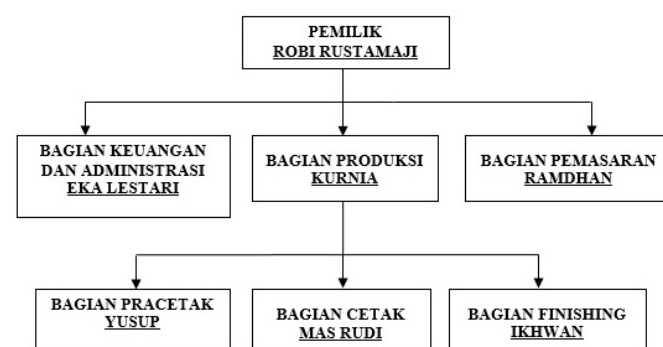 PEMILIK
ROBI RUSTAMAJI
BAGIAN KEUANGAN
DAN ADMINISTRASI
EKA LESTARI
BAGIAN PRODUKSI
KURNIA
BAGIAN PEMASARAN
RAMDHAN
BAGIAN PRACETAK
YUSUP
BAGIAN CETAK
MAS RUDI
BAGIAN FINISHING
IKHWAN